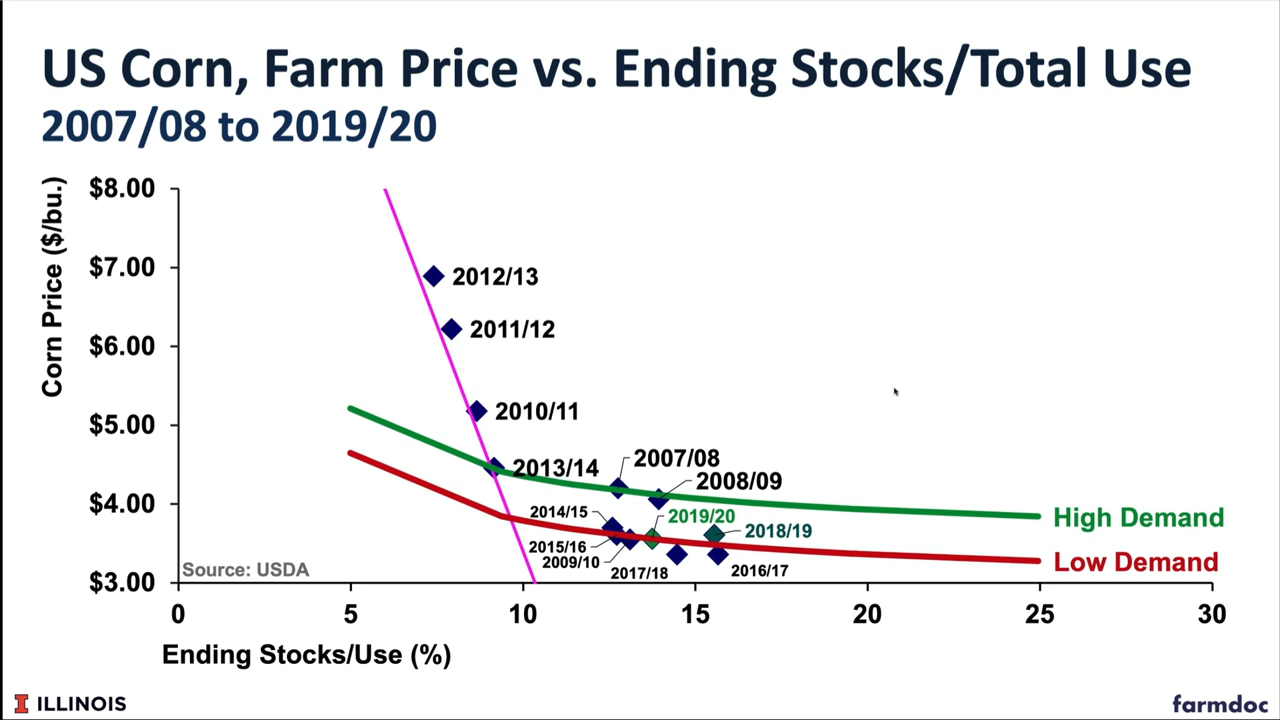 US Corn, Farm Price vs. Ending Stocks/Total Use
2007/08 to 2019/20
Corn Price ($/bu.)
$8.00
$7.00
$6.00
$5.00
$4.00
$3.00
2012/13
2011/12
2010/11
2013/14
2007/08
2008/09
2014/15
2019/20
2018/19
2015/16
2009/10
2017/18
2016/17
High Demand
Low Demand
Source: USDA
0 5 10 15 20 25 30
Ending Stocks/Use (%)
I ILLINOIS
farmdoc